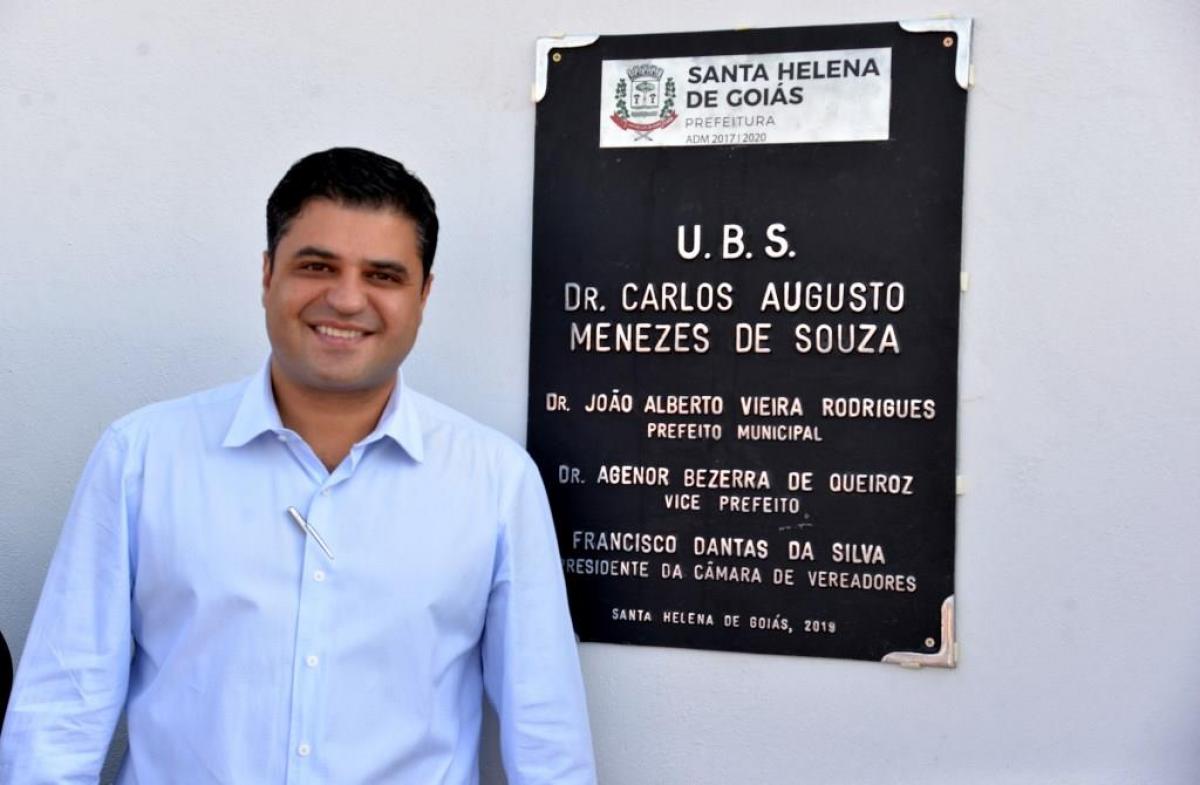 SANTA HELENA
DE GOIÁS
PREFEITURA
ADM 2017 | 2020
U.B.S.
DR. CARLOS AUGUSTO
MENEZES DE SOUZA
DR. JOÃO ALBERTO VIEIRA RODRIGUES
PREFEITO MUNICIPAL
DR. AGENOR BEZERRA DE QUEIROZ
VICE PREFEITO
FRANCISCO DANTAS DA SILVA
PRESIDENTE DA CÂMARA DE VEREADORES
SANTA HELENA DE GOIÁS, 2019